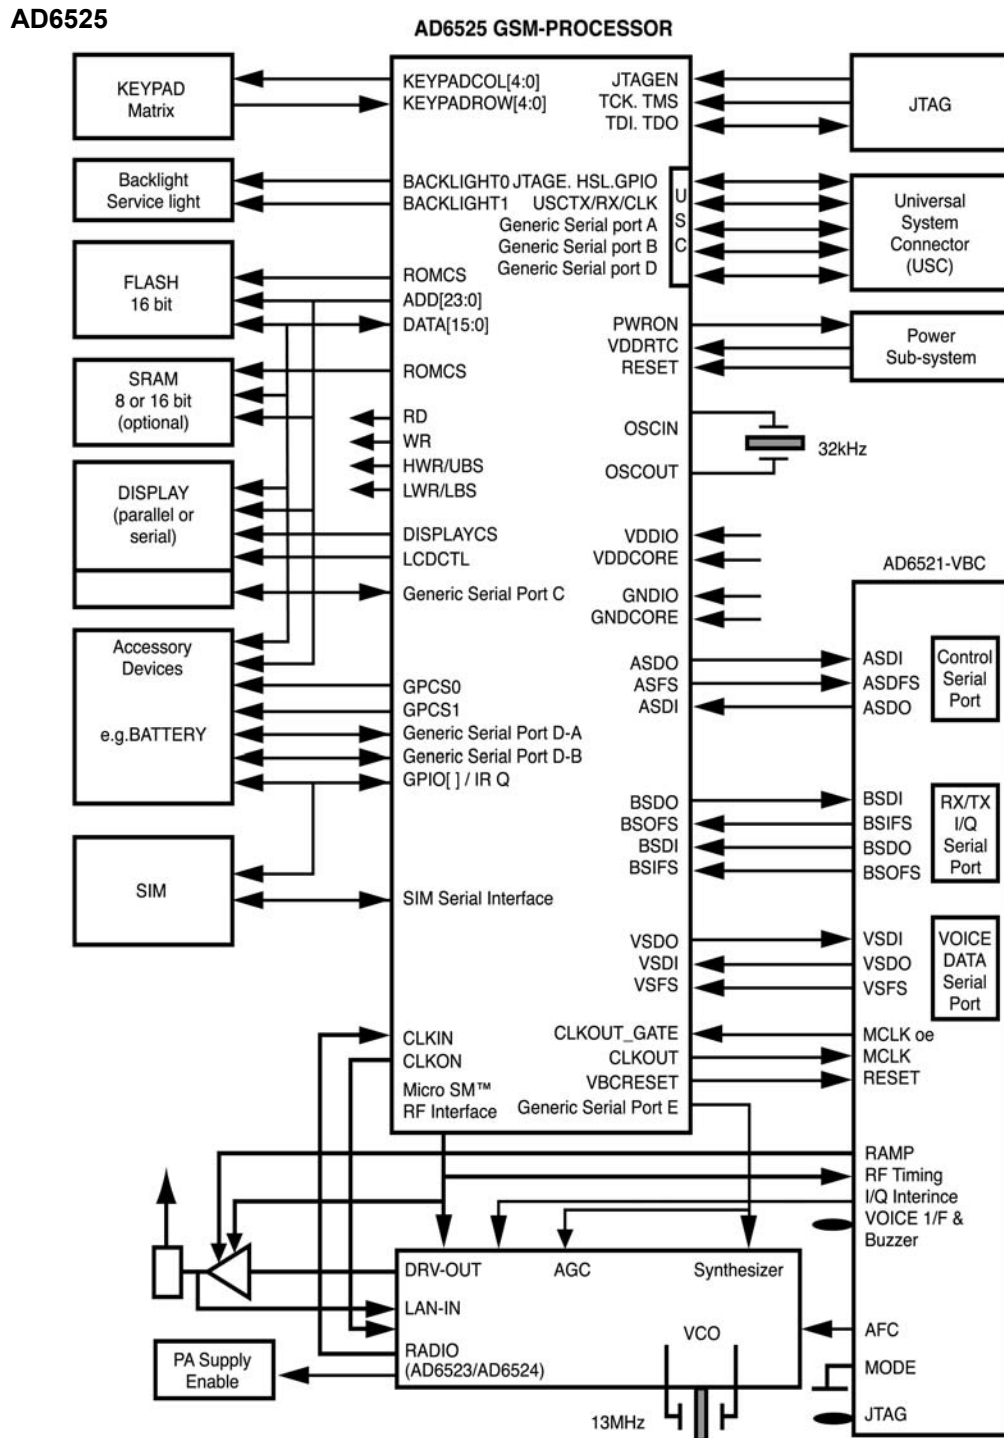 AD6525
AD6525 GSM-PROCESSOR
KEYPAD
Matrix
Backlight
Service light
FLASH
16 bit
SRAM
8 or 16 bit
(optional)
DISPLAY
(parallel or
serial)
Accessory
Devices
e.g.BATTERY
SIM
KEYPADCOL[4:0]
KEYPADROW[4:0]
BACKLIGHT0
BACKLIGHT1
ROMCS
ADD[23:0]
DATA[15:0]
ROMCS
RD
WR
HWR/UBS
LWR/LBS
DISPLAYCS
LCDCTL
Generic Serial Port C
GPCS0
GPCS1
Generic Serial Port D-A
Generic Serial Port D-B
GPIO[ ] / IR Q
SIM Serial Interface
CLKIN
CLKON
Micro SM™
RF Interface
JTAGEN
TCK. TMS
TDI. TDO
JTAGE. HSL.GPIO
USCTX/RX/CLK
Generic Serial port A
Generic Serial port B
Generic Serial port D
U
S
C
PWRON
VDDRTC
RESET
OSCIN
OSCOUT
VDDIO
VDDCORE
GNDIO
GNDCORE
ASDO
ASFS
ASDI
BSDO
BSOFS
BSDI
BSIFS
VSDO
VSDI
VSFS
CLKOUT_GATE
CLKOUT
VBCRESET
Generic Serial Port E
JTAG
Universal
System
Connector
(USC)
Power
Sub-system
32kHz
AD6521-VBC
ASDI
ASDFS
ASDO
Control
Serial
Port
BSDI
BSIFS
BSDO
BSOFS
RX/TX
I/Q
Serial
Port
VSDI
VSDO
VSFS
VOICE
DATA
Serial
Port
MCLK oe
MCLK
RESET
RAMP
RF Timing
I/Q Interince
VOICE 1/F &
Buzzer
AFC
MODE
JTAG
DRV-OUT
AGC
Synthesizer
LAN-IN
VCO
RADIO
(AD6523/AD6524)
PA Supply
Enable
13MHz